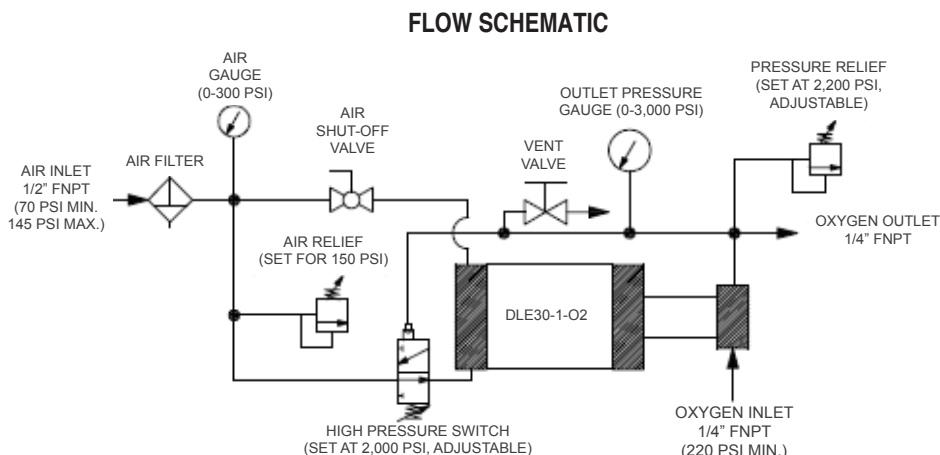 FLOW SCHEMATIC
AIR
GAUGE
(0-300 PSI)
AIR
SHUT-OFF
VALVE
OUTLET PRESSURE
GAUGE (0-3,000 PSI)
VENT
VALVE
PRESSURE RELIEF
(SET AT 2,200 PSI,
ADJUSTABLE)
AIR INLET
1/2” FNPT
(70 PSI MIN.
145 PSI MAX.)
AIR FILTER
OXYGEN OUTLET
1/4” FNPT
AIR RELIEF
(SET FOR 150 PSI)
DLE30-1-O2
HIGH PRESSURE SWITCH
(SET AT 2,000 PSI, ADJUSTABLE)
OXYGEN INLET
1/4” FNPT
(220 PSI MIN.)